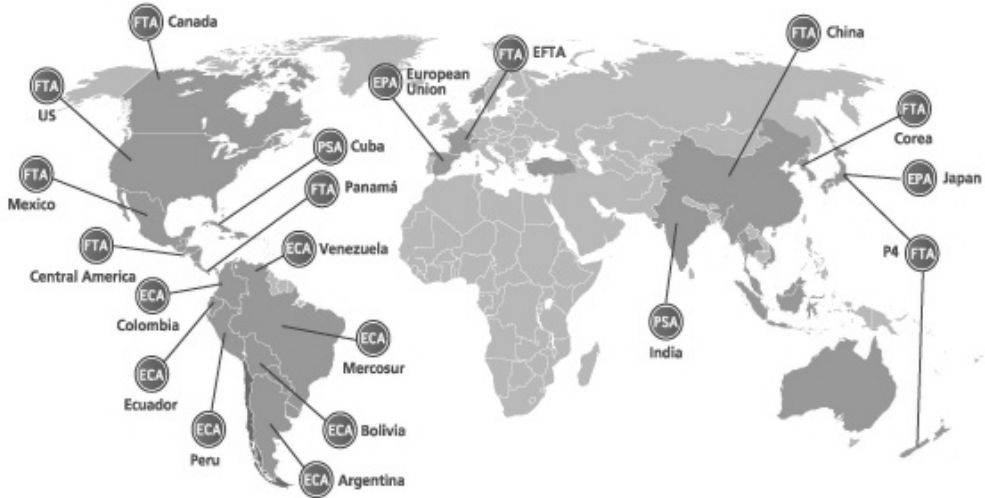 FTA Canada
FTA China
FTA EFTA
EPA European
Union
FTA
US
FTA
Corea
PSA Cuba
FTA
Mexico
FTA Panamá
EPA Japan
FTA
Central America
ECA Venezuela
P4 FTA
ECA
Colombia
PSA
India
ECA
Mercosur
ECA
Ecuador
ECA
Peru
ECA Bolivia
ECA Argentina